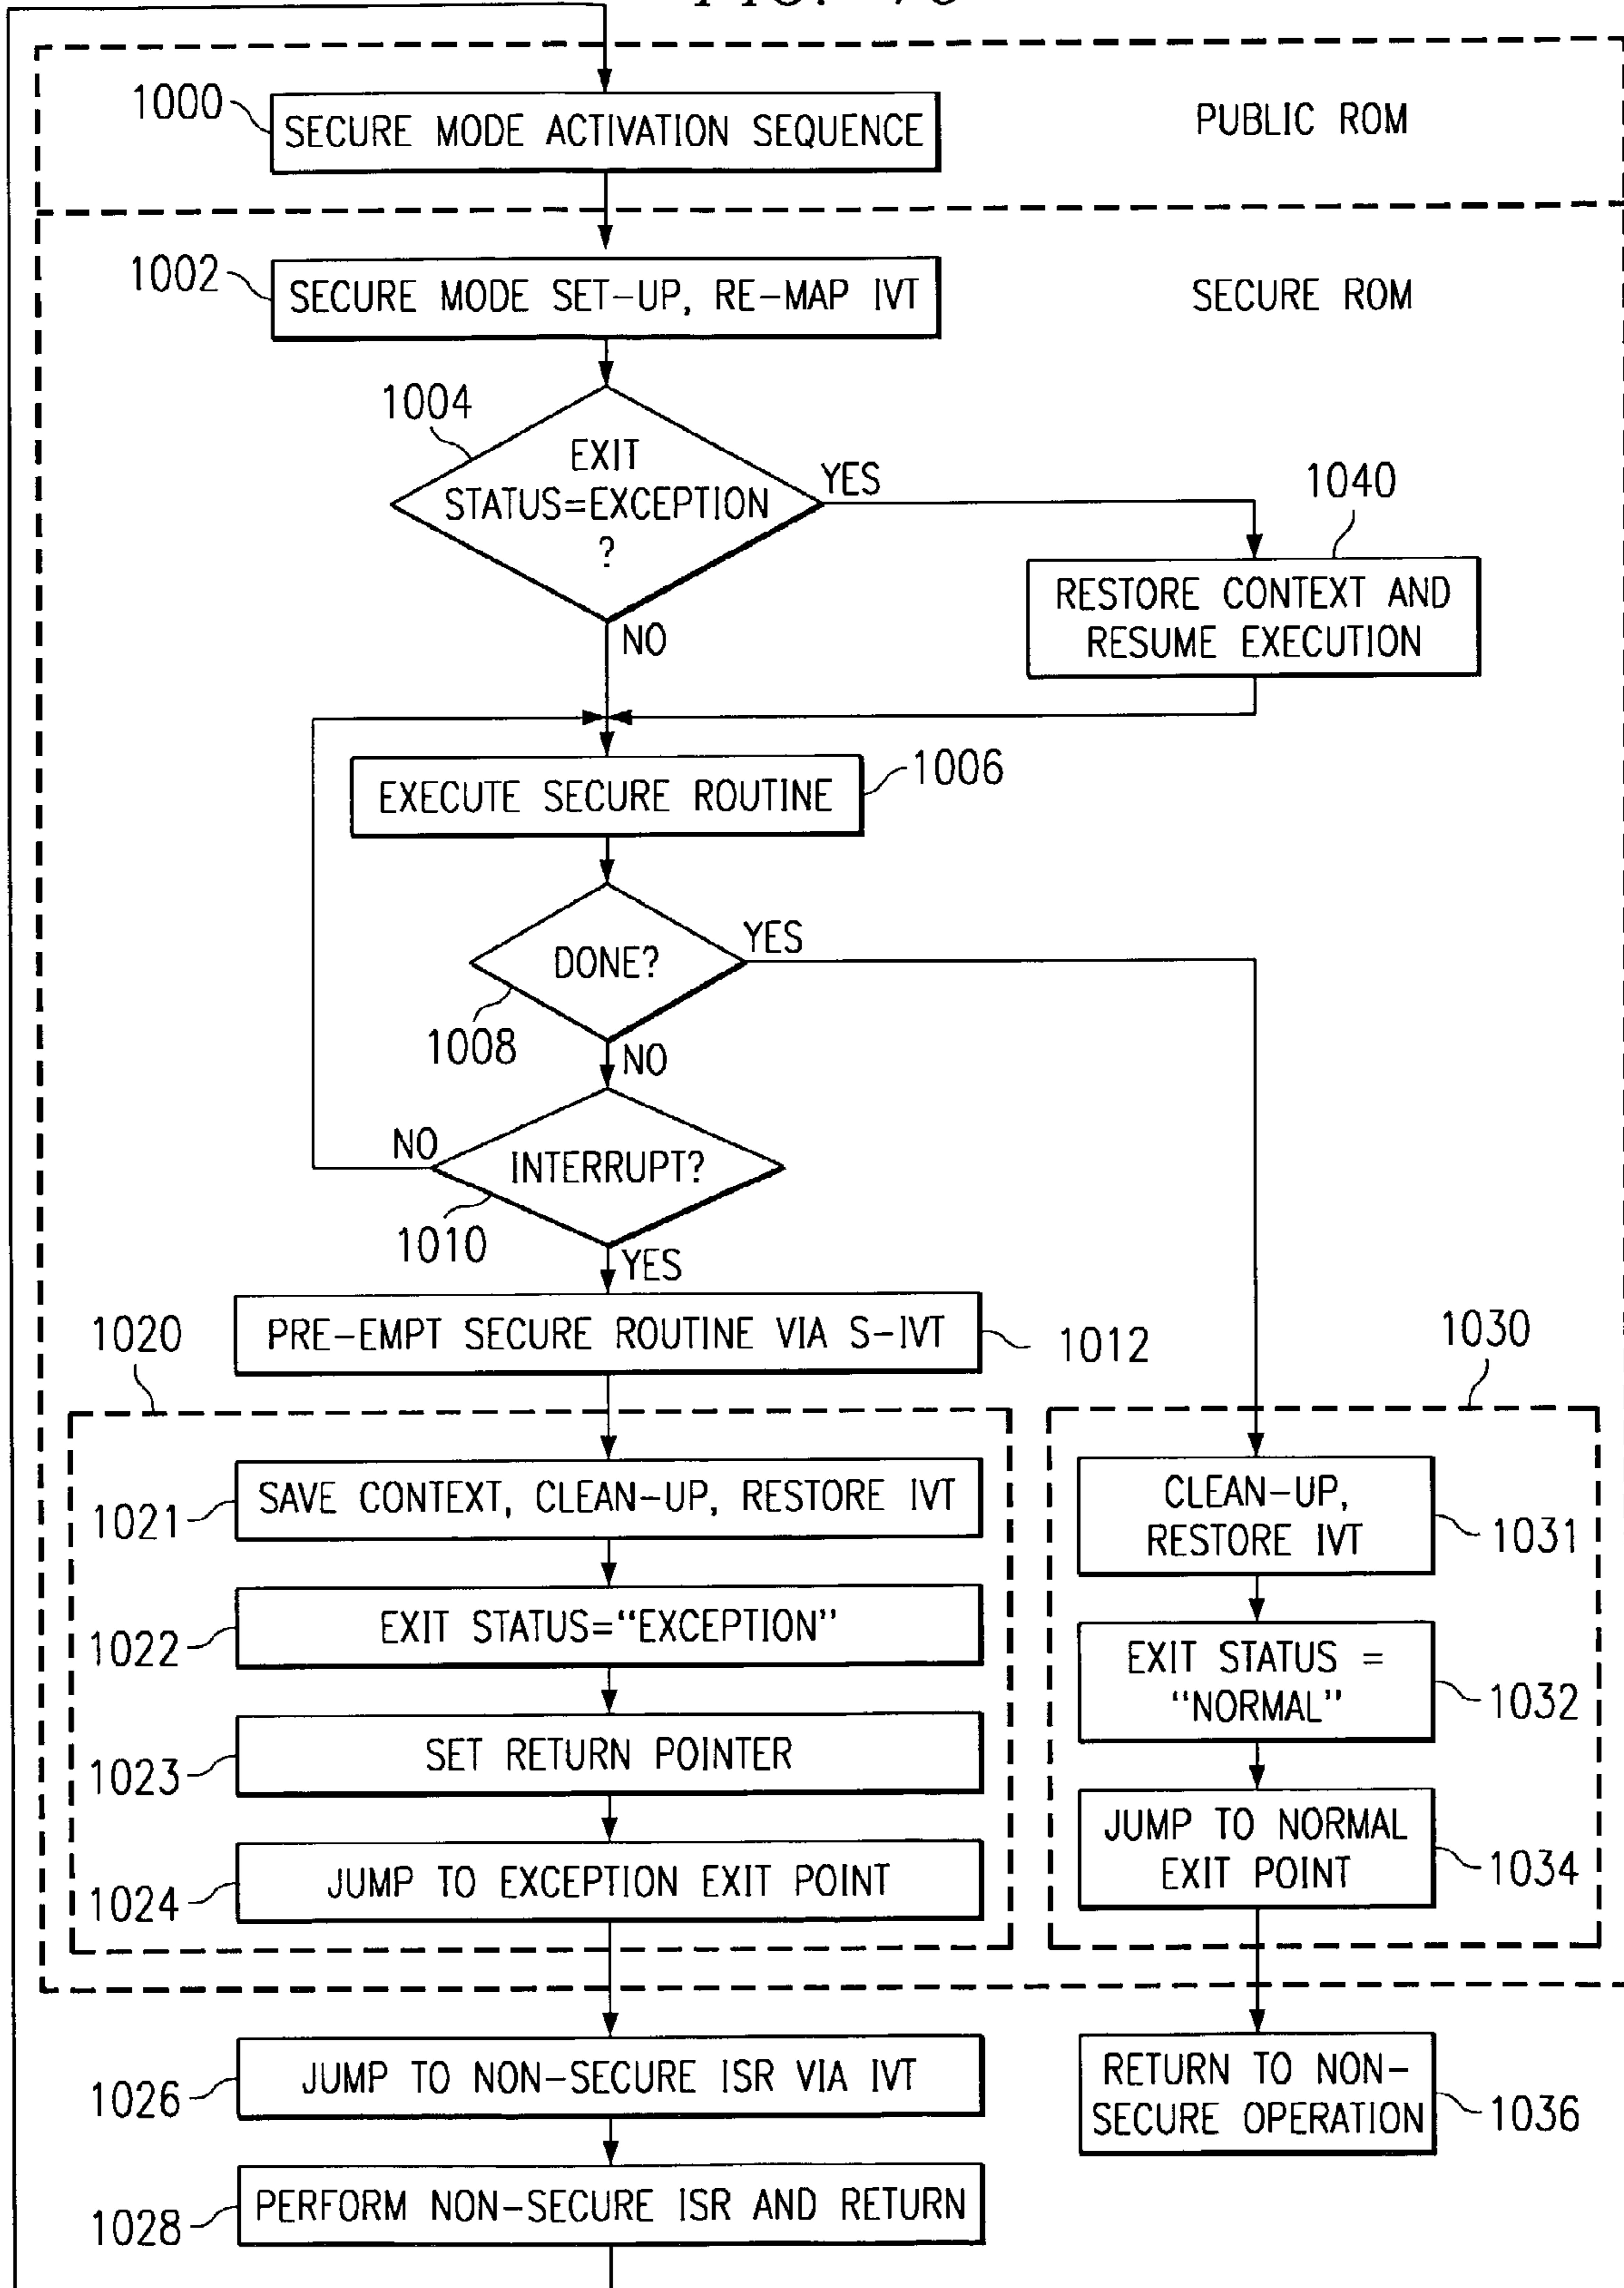 1000
SECURE MODE ACTIVATION SEQUENCE
PUBLIC ROM
1002
SECURE MODE SET-UP, RE-MAP IVT
SECURE ROM
1004
EXIT
STATUS=EXCEPTION
?
YES
1040
RESTORE CONTEXT AND
RESUME EXECUTION
NO
EXECUTE SECURE ROUTINE
1006
DONE?
YES
1008
NO
NO
INTERRUPT?
1010
YES
PRE-EMPT SECURE ROUTINE VIA S-IVT
1012
1020
1030
1021
SAVE CONTEXT, CLEAN-UP, RESTORE IVT
CLEAN-UP,
RESTORE IVT
1031
1022
EXIT STATUS="EXCEPTION"
EXIT STATUS =
"NORMAL"
1032
1023
SET RETURN POINTER
1024
JUMP TO EXCEPTION EXIT POINT
JUMP TO NORMAL
EXIT POINT
1034
1026
JUMP TO NON-SECURE ISR VIA IVT
RETURN TO NON-
SECURE OPERATION
1036
1028
PERFORM NON-SECURE ISR AND RETURN